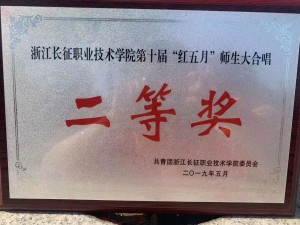 浙江长征职业技术学院第十届“红五月”师生大合唱
二等奖
共青团浙江长征职业技术学院委员会
二〇一九年五月